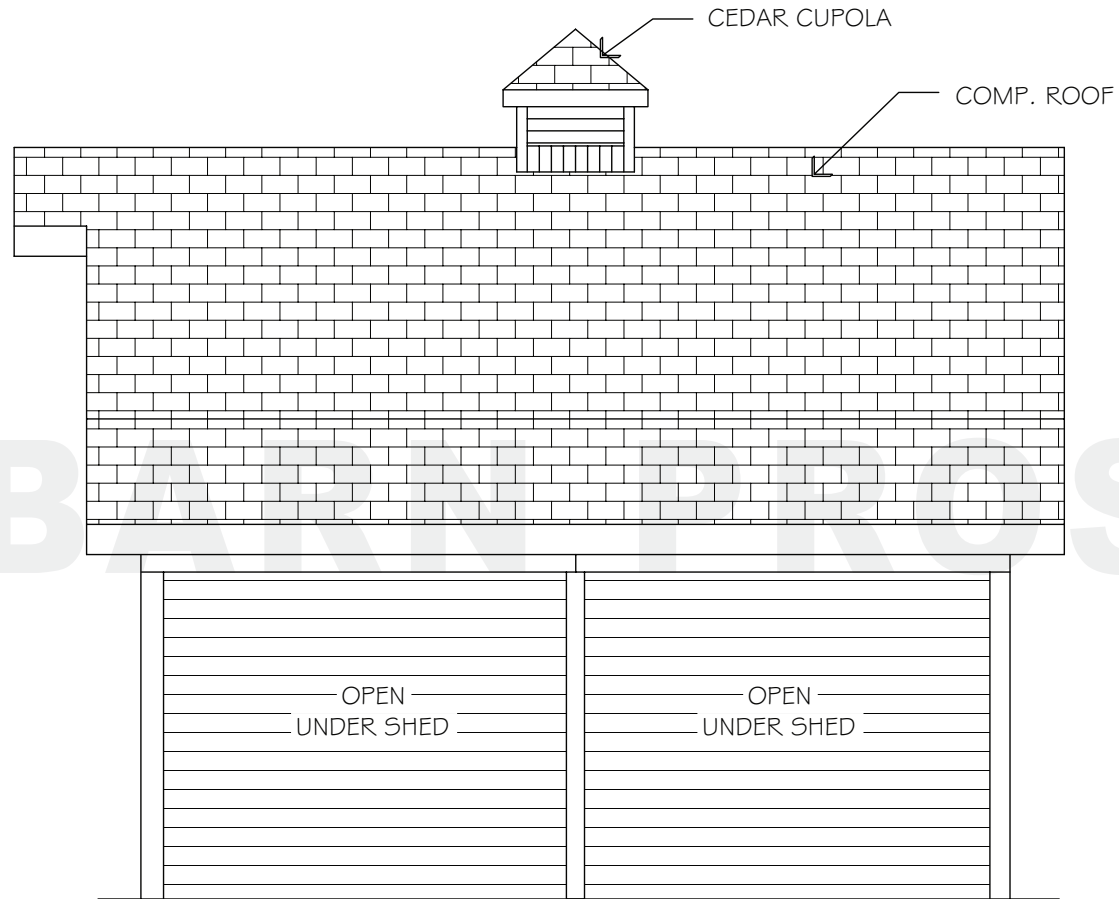 CEDAR CUPOLA
COMP. ROOF
BARN PROS
OPEN
UNDER SHED
OPEN
UNDER SHED